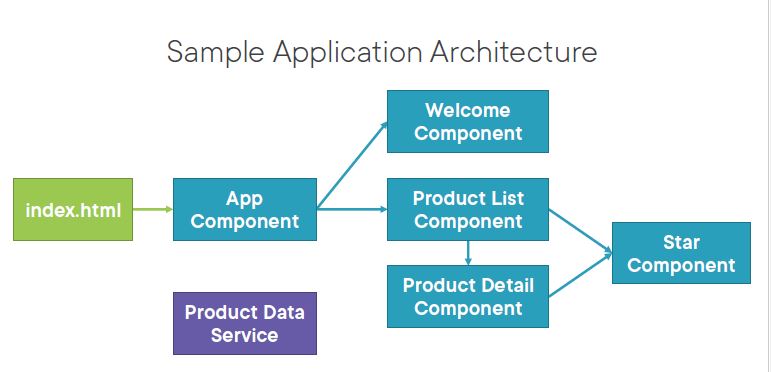 Sample Application Architecture
Welcome
Component
index.html
App
Component
Product List
Component
Star
Component
Product Detail
Component
Product Data
Service